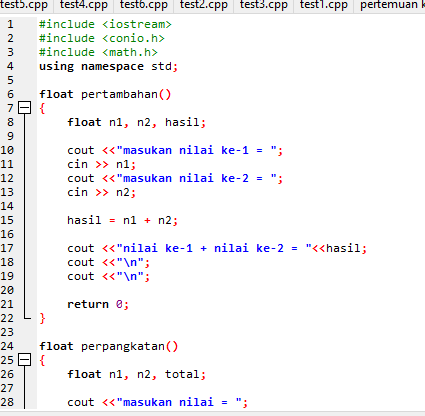 test5.cpp test4.cpp test6.cpp test2.cpp test3.cpp test1.cpp pertemuan k
1 #include <iostream>
2 #include <conio.h>
3 #include <math.h>
4 using namespace std;
5
6 float pertambahan()
7 {
8 float n1, n2, hasil;
9
10 cout <<"masukan nilai ke-1 = ";
11 cin >> n1;
12 cout <<"masukan nilai ke-2 = ";
13 cin >> n2;
14
15 hasil = n1 + n2;
16
17 cout <<"nilai ke-1 + nilai ke-2 = "<<hasil;
18 cout <<"\n";
19 cout <<"\n";
20
21 return 0;
22 }
23
24 float perpangkatan()
25 {
26 float n1, n2, total;
27
28 cout <<"masukan nilai = ";